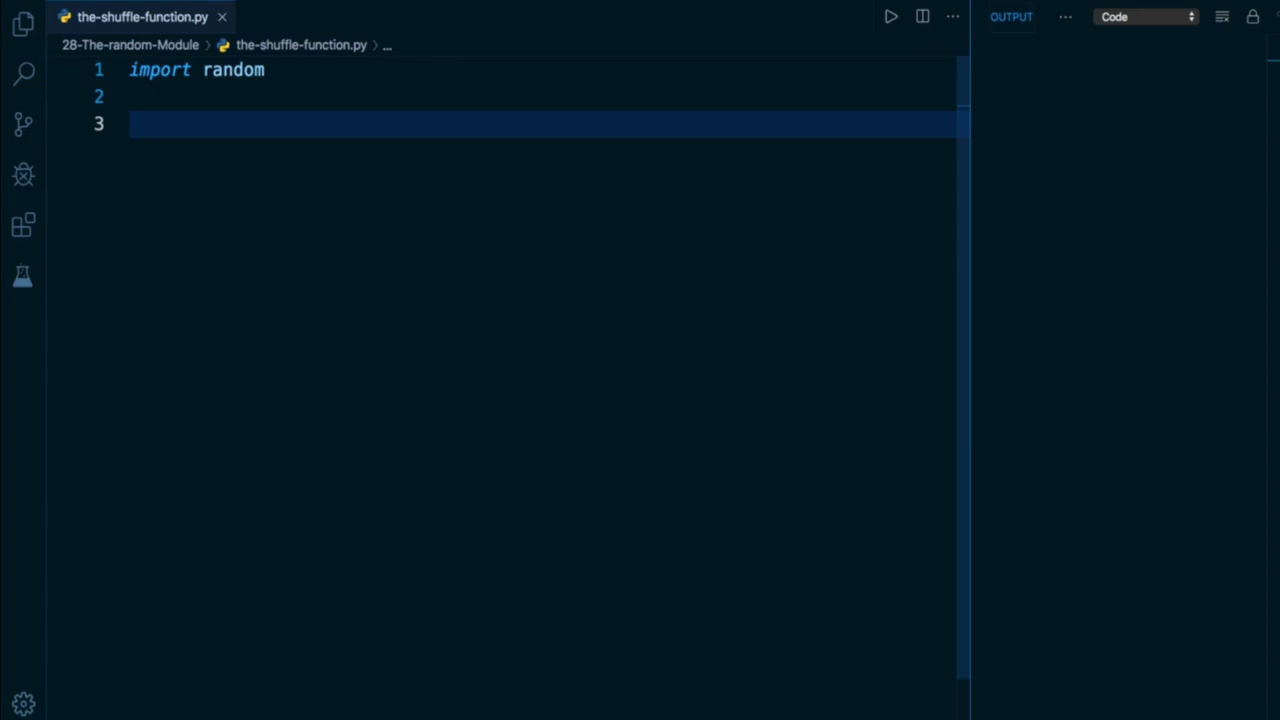 the-shuffle-function.py
OUTPUT
Code
28-The-random-Module > the-shuffle-function.py > ...
1 import random
2
3